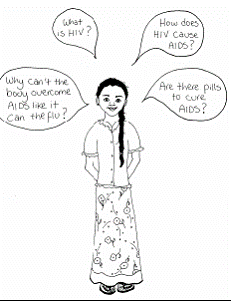 What
is HIV?
How does
HIV cause
AIDS?
Why can't the
body overcome
AIDS like it
can the flu?
Are there pills
to cure
AIDS?